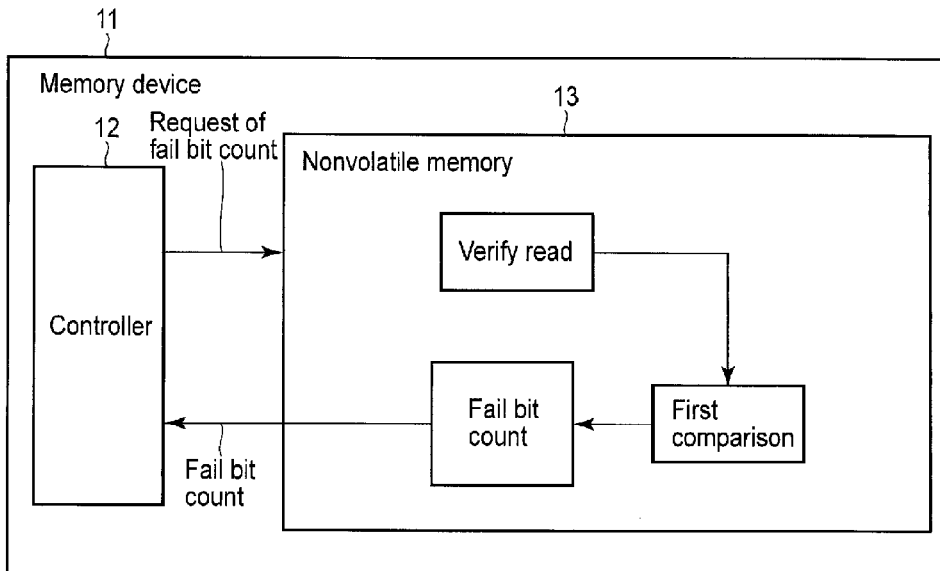 11
Memory device
12
Request of
fail bit count
13
Nonvolatile memory
Verify read
Controller
Fail bit
count
First
comparison
Fail bit
count